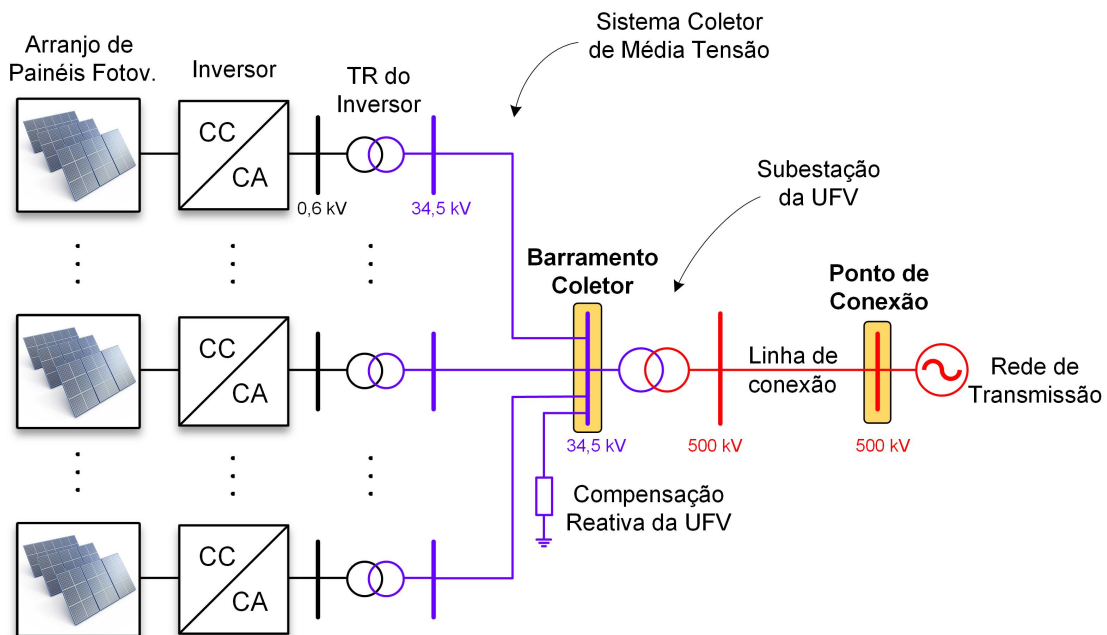 Arranjo de
Painéis Fotov.
Inversor
TR do
Inversor
Sistema Coletor
de Média Tensão
CC
CA
0,6 kV
34,5 kV
Subestação
da UFV
Barramento
Coletor
Ponto de
Conexão
CC
CA
Linha de
conexão
Rede de
Transmissão
34,5 kV
500 kV
500 kV
Compensação
Reativa da UFV
CC
CA